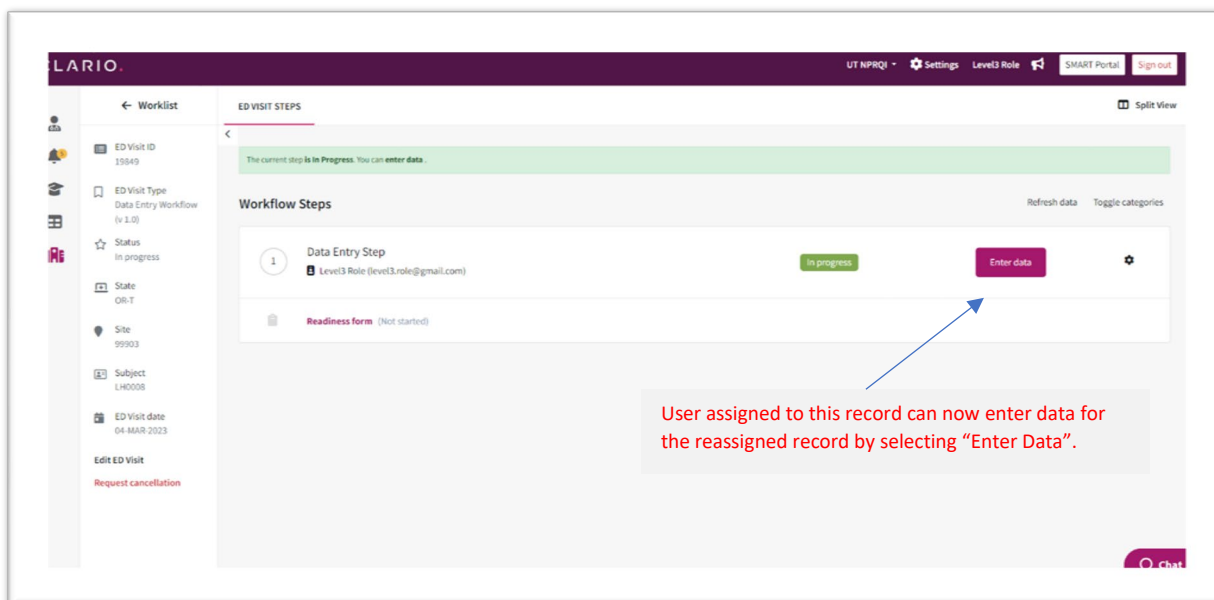 CLARIO.
UT NPRQI
Settings
Level3 Role
SMART Portal
Sign out
← Worklist
ED VISIT STEPS
Split View
ED Visit ID
19849
ED Visit Type
Data Entry Workflow
(v 1.0)
Status
In progress
State
OR-T
Site
99903
Subject
LH0008
ED Visit date
04-MAR-2023
Edit ED Visit
Request cancellation
The current step is In Progress. You can enter data .
Workflow Steps
Refresh data
Toggle categories
1
Data Entry Step
Level3 Role (level3.role@gmail.com)
In progress
Enter data
Readiness form (Not started)
User assigned to this record can now enter data for
the reassigned record by selecting “Enter Data”.
Chat